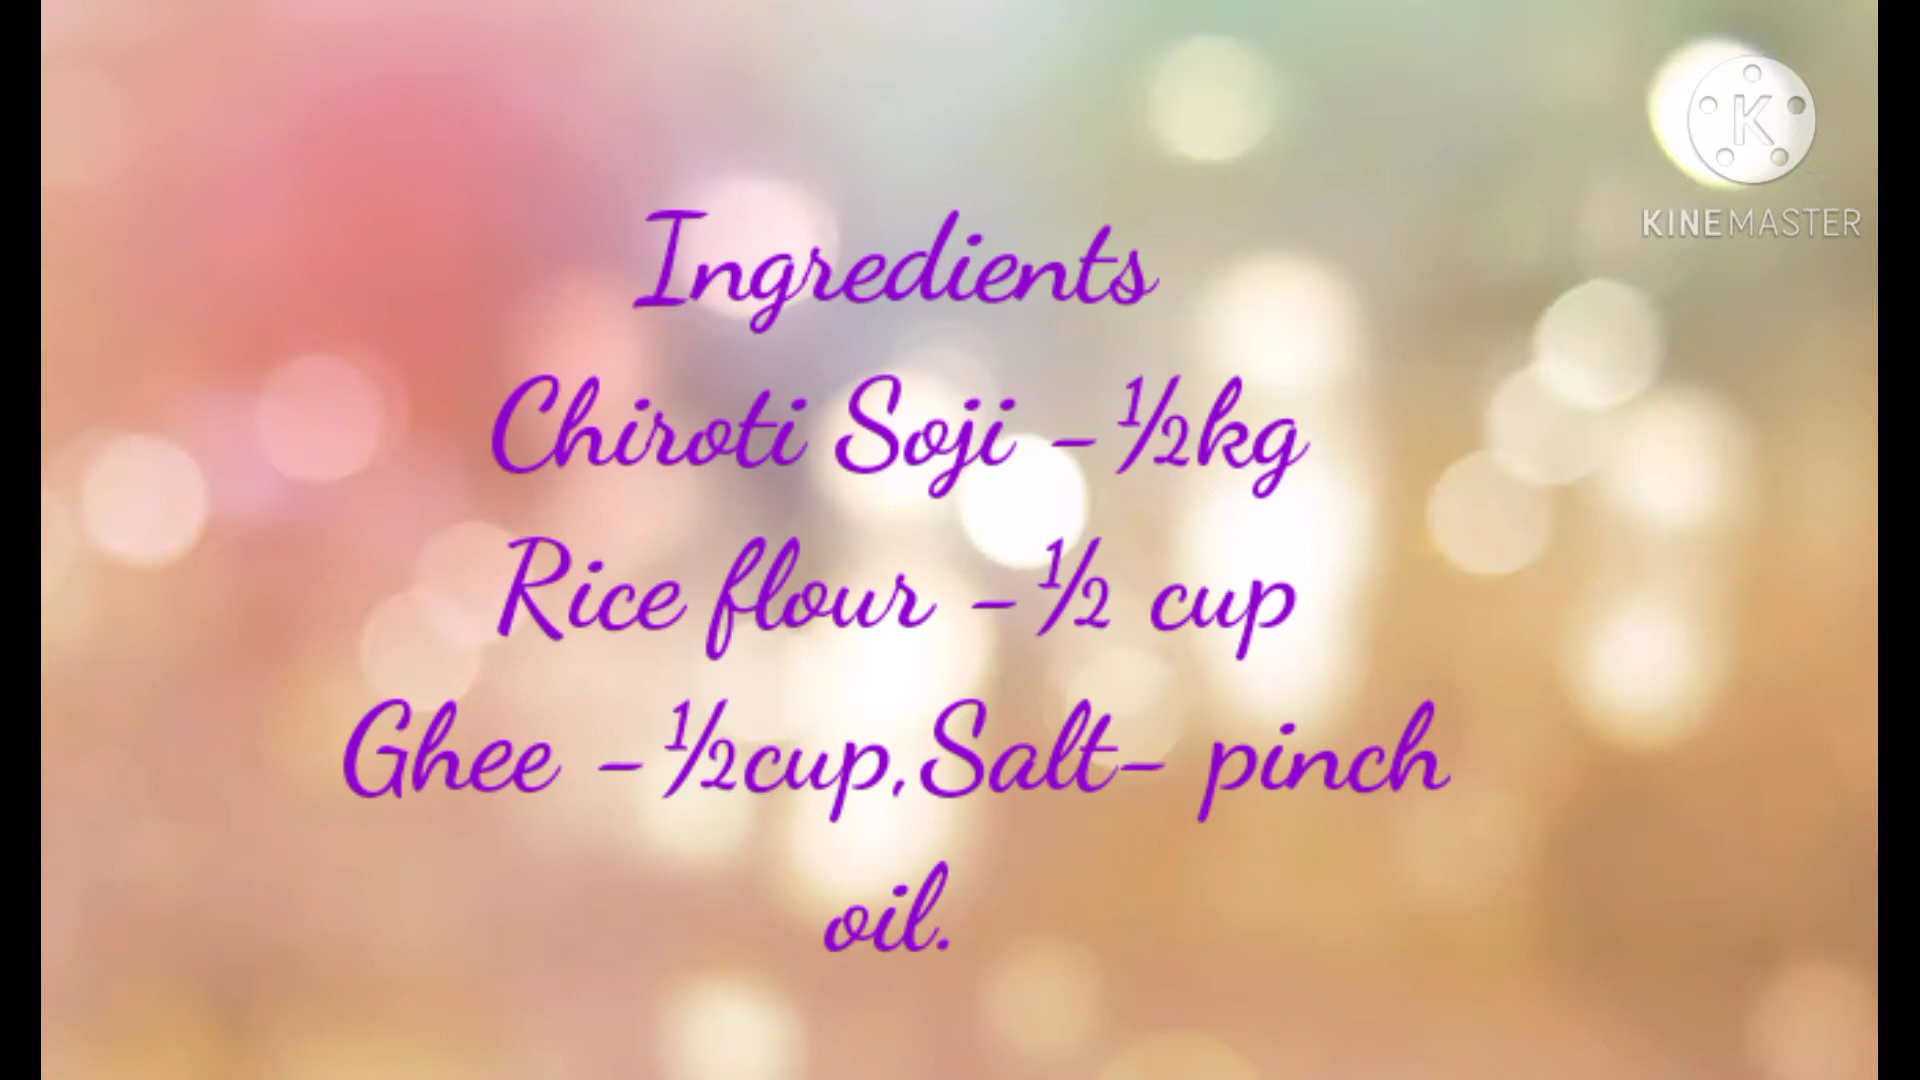 KINEMASTER
Ingredients
Chiroti Soji - ½kg
Rice flour - ½ cup
Ghee - ½cup, Salt- pinch
oil.